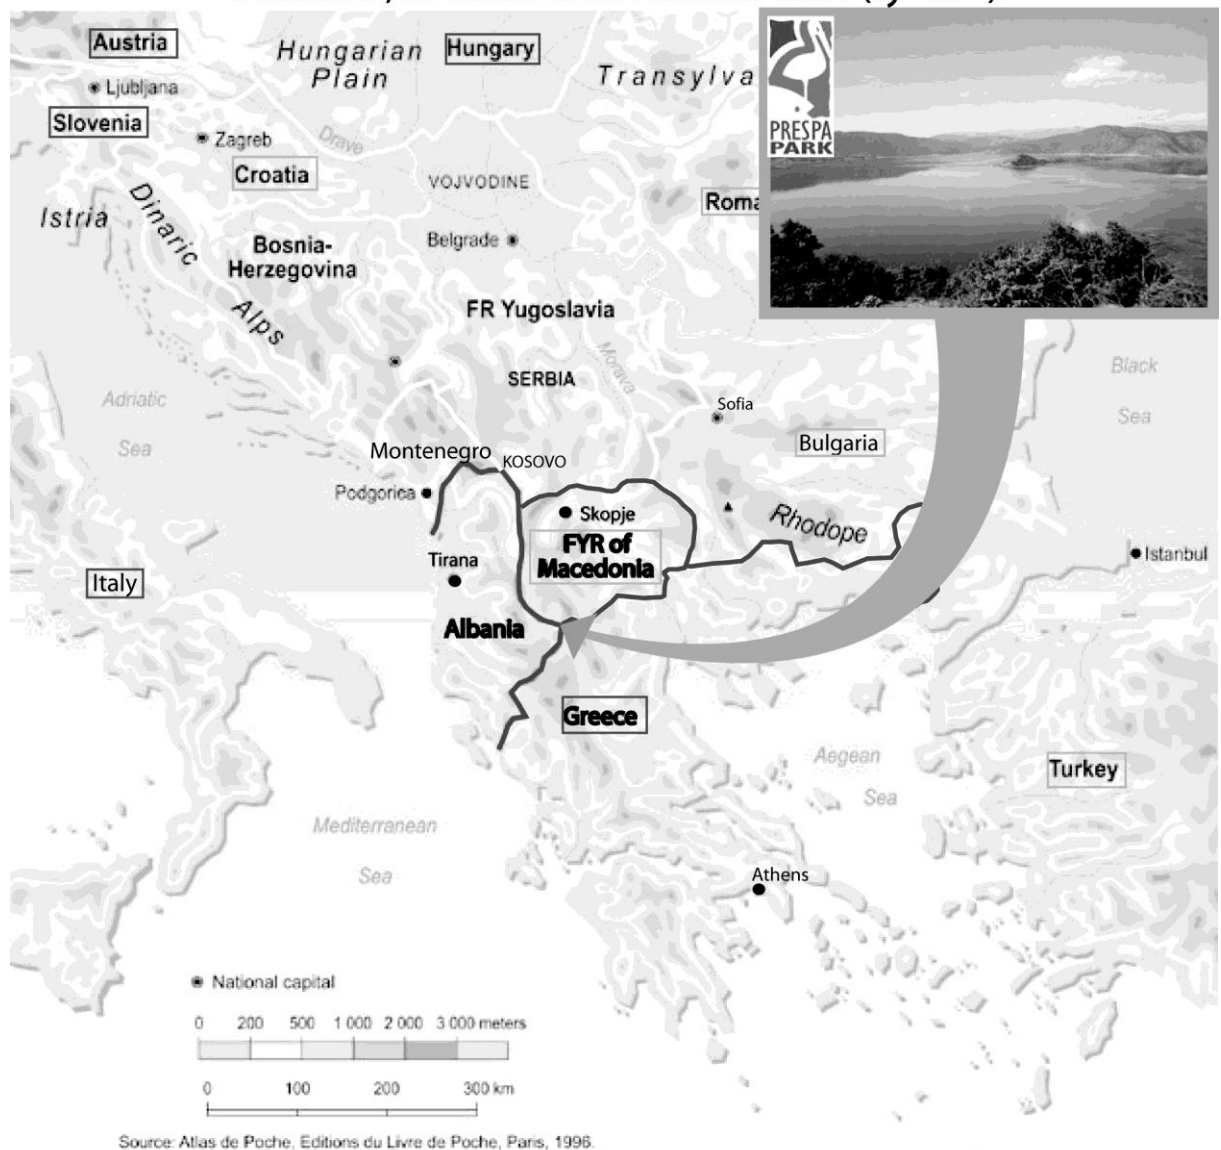 Austria
Hungarian
Plain
Hungary
Transylva
PRESPA
PARK
Ljubljana
Slovenia
Zagreb
Drave
Croatia
VOJVODINE
Istria
Dinaric
Alps
Roma
Bosnia-
Herzegovina
Belgrade
FR Yugoslavia
Morava
SERBIA
Black
Sea
Adriatic
Sea
Sofia
Bulgaria
Montenegro
KOSOVO
Podgorica
Skopje
Rhodope
FYR of
Macedonia
Tirana
Istanbul
Italy
Albania
Greece
Aegean
Sea
Turkey
Mediterranean
Sea
Athens
National capital
0 200 500 1 000 2 000 3 000 meters
0 100 200 300 km
Source: Atlas de Poche, Editions du Livre de Poche, Paris, 1996.